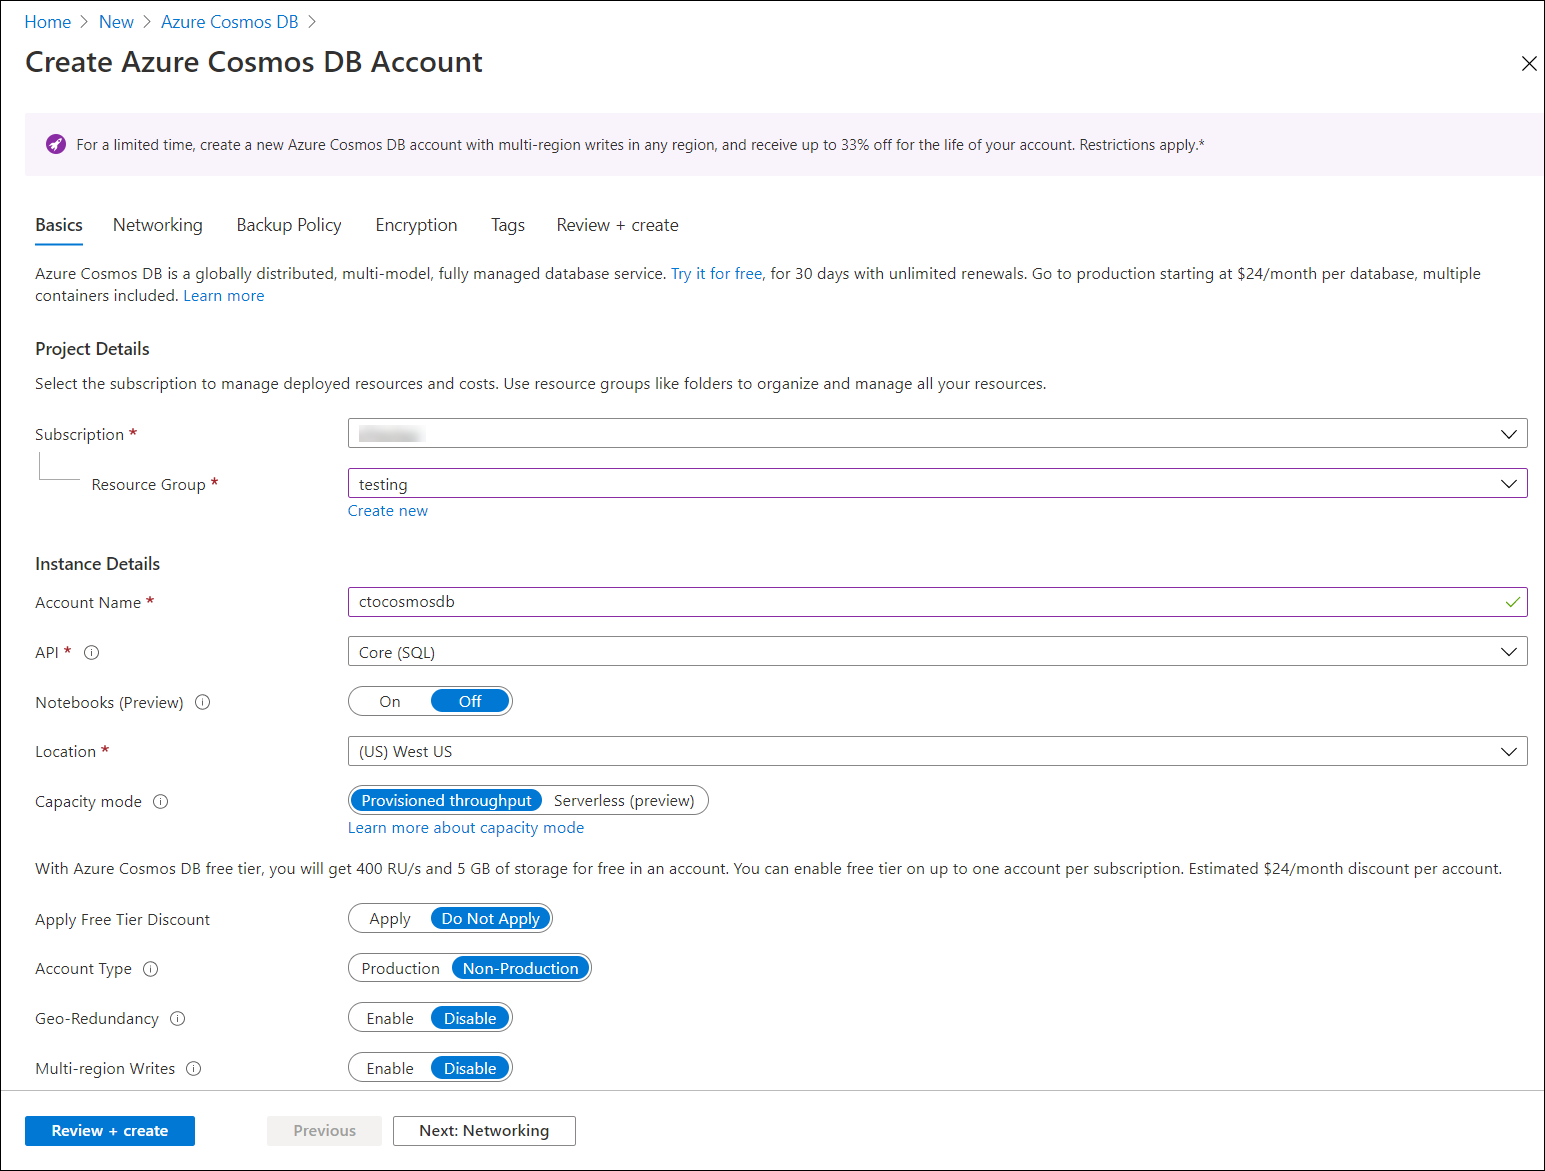 Home > New > Azure Cosmos DB >
Create Azure Cosmos DB Account
For a limited time, create a new Azure Cosmos DB account with multi-region writes in any region, and receive up to 33% off for the life of your account. Restrictions apply.*
Basics Networking Backup Policy Encryption Tags Review + create
Azure Cosmos DB is a globally distributed, multi-model, fully managed database service. Try it for free, for 30 days with unlimited renewals. Go to production starting at $24/month per database, multiple
containers included. Learn more
Project Details
Select the subscription to manage deployed resources and costs. Use resource groups like folders to organize and manage all your resources.
Subscription *
Resource Group * testing
Create new
Instance Details
Account Name * ctocosmosdb
API * Core (SQL)
Notebooks (Preview) On Off
Location * (US) West US
Capacity mode Provisioned throughput Serverless (preview)
Learn more about capacity mode
With Azure Cosmos DB free tier, you will get 400 RU/s and 5 GB of storage for free in an account. You can enable free tier on up to one account per subscription. Estimated $24/month discount per account.
Apply Free Tier Discount Apply Do Not Apply
Account Type Production Non-Production
Geo-Redundancy Enable Disable
Multi-region Writes Enable Disable
Review + create Previous Next: Networking